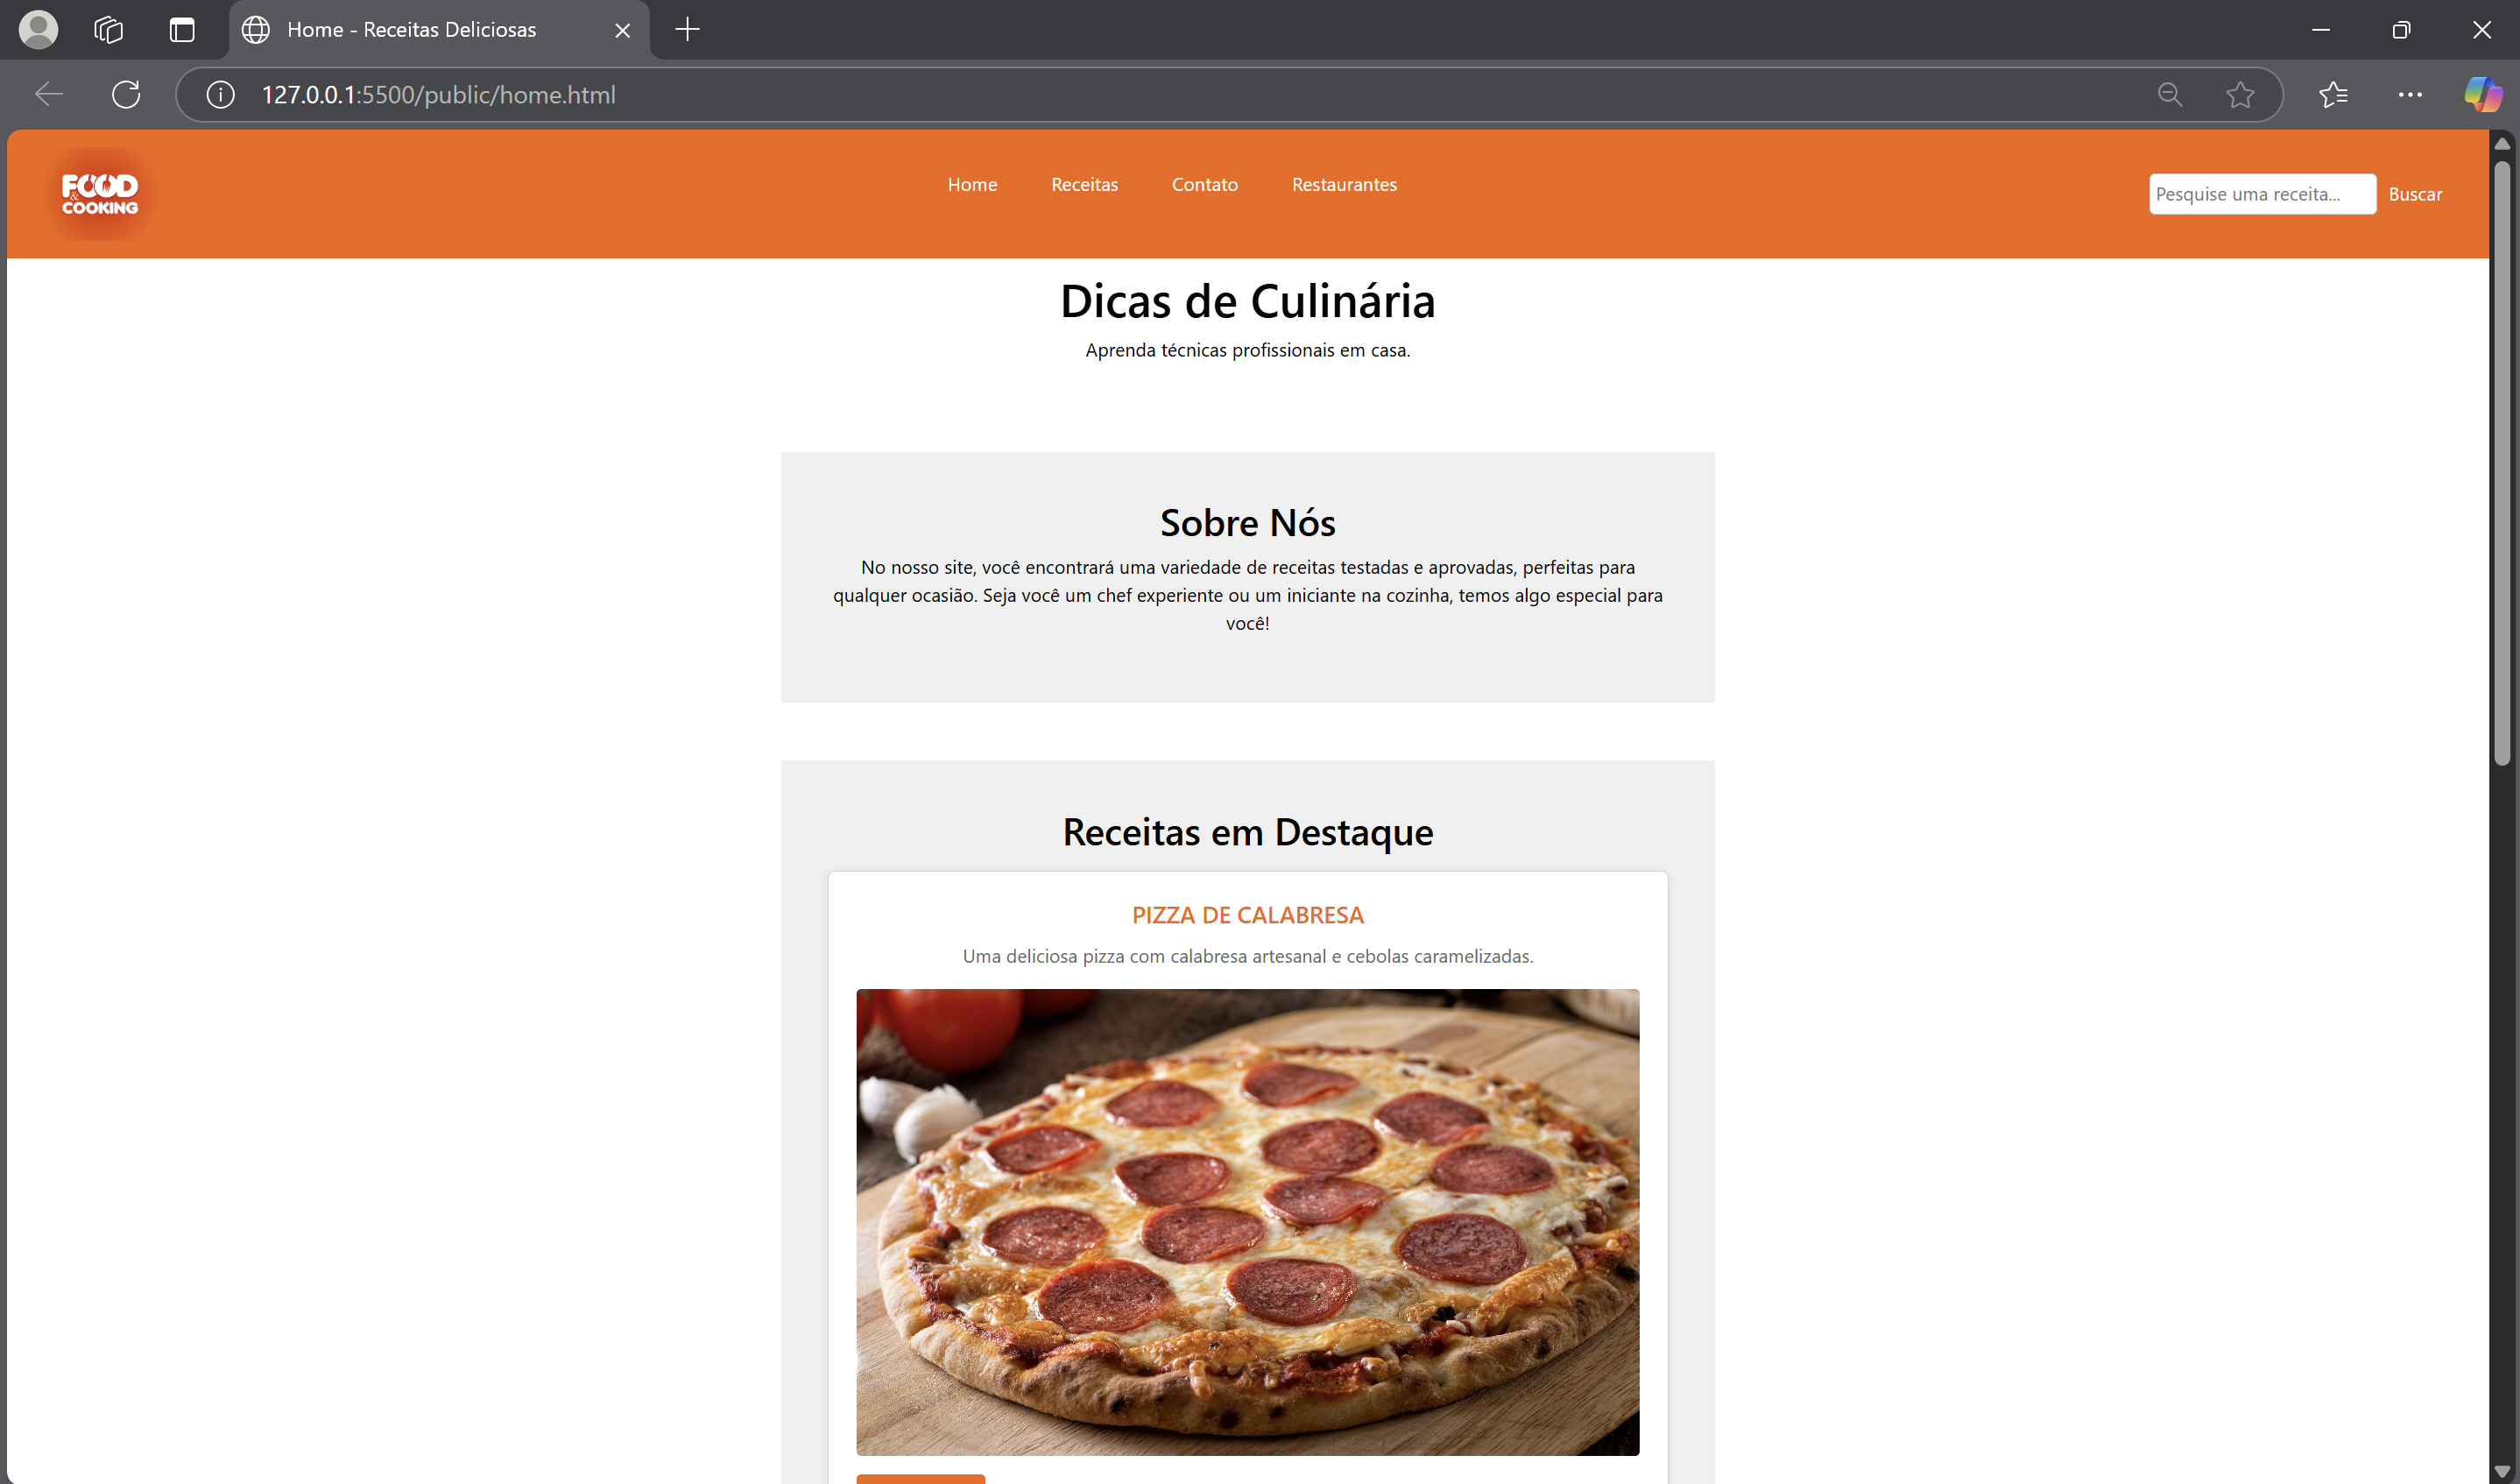 Home - Receitas Deliciosas
127.0.0.1:5500/public/home.html
FOOD
&
COOKING
Home Receitas Contato Restaurantes
Pesquise uma receita... Buscar
Dicas de Culinária
Aprenda técnicas profissionais em casa.
Sobre Nós
No nosso site, você encontrará uma variedade de receitas testadas e aprovadas, perfeitas para
qualquer ocasião. Seja você um chef experiente ou um iniciante na cozinha, temos algo especial para
você!
Receitas em Destaque
PIZZA DE CALABRESA
Uma deliciosa pizza com calabresa artesanal e cebolas caramelizadas.